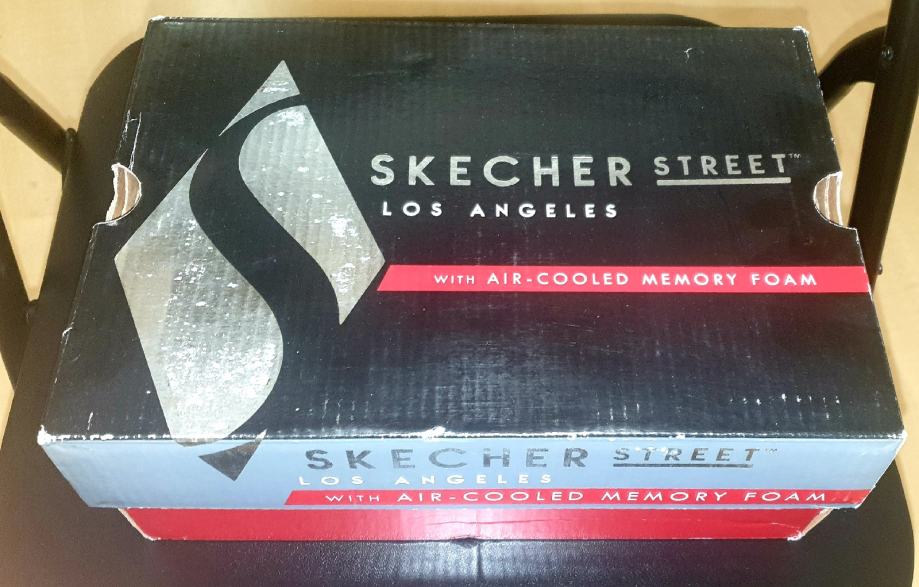 SKECHER STREET™
LOS ANGELES
WITH AIR-COOLED MEMORY FOAM
SKECHER STREET™
LOS ANGELES
WITH AIR-COOLED MEMORY FOAM